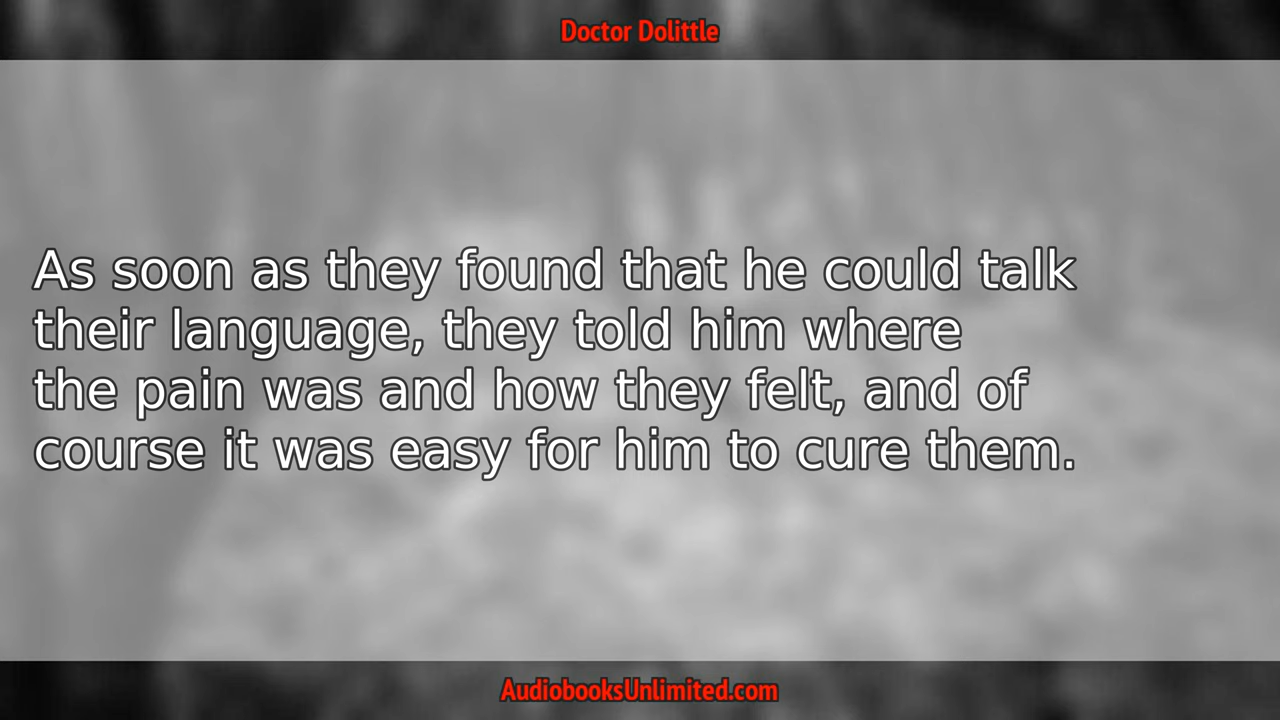 Doctor Dolittle
As soon as they found that he could talk
their language, they told him where
the pain was and how they felt, and of
course it was easy for him to cure them.
AudiobooksUnlimited.com